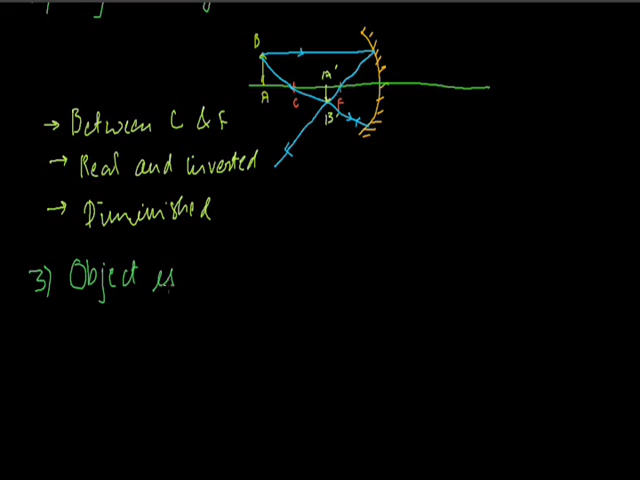 B
A'
A
C
F
B'
→ Between C & F
→ Real and inverted
→ Diminished
3) Object is